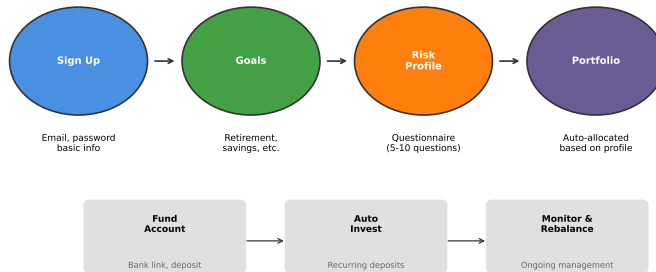 Sign Up
Goals
Risk
Profile
Portfolio
Email, password
basic info
Retirement,
savings, etc.
Questionnaire
(5-10 questions)
Auto-allocated
based on profile
Fund
Account
Auto
Invest
Monitor &
Rebalance
Bank link, deposit
Recurring deposits
Ongoing management